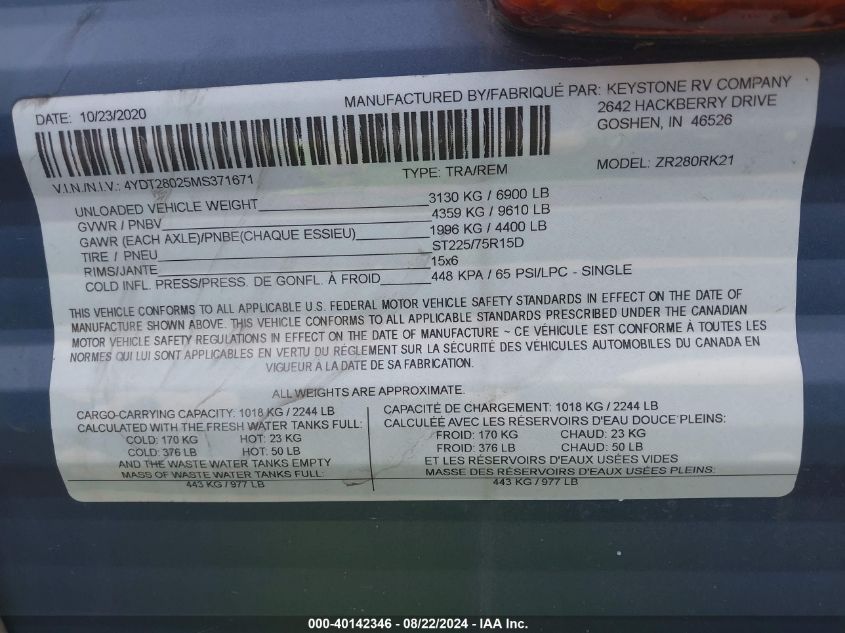 DATE: 10/23/2020
MANUFACTURED BY/FABRIQUÉ PAR: KEYSTONE RV COMPANY
2642 HACKBERRY DRIVE
GOSHEN, IN 46526
V.I.N./N.I.V.: 4YDT28025MS371671
TYPE: TRA/REM
MODEL: ZR280RK21
UNLOADED VEHICLE WEIGHT 3130 KG / 6900 LB
GVWR / PNBV 4359 KG / 9610 LB
GAWR (EACH AXLE)/PNBE(CHAQUE ESSIEU) 1996 KG / 4400 LB
TIRE / PNEU ST225/75R15D
RIMS/JANTE 15x6
COLD INFL. PRESS/PRESS. DE GONFL. À FROID 448 KPA / 65 PSI/LPC - SINGLE
THIS VEHICLE CONFORMS TO ALL APPLICABLE U.S. FEDERAL MOTOR VEHICLE SAFETY STANDARDS IN EFFECT ON THE DATE OF
MANUFACTURE SHOWN ABOVE. THIS VEHICLE CONFORMS TO ALL APPLICABLE STANDARDS PRESCRIBED UNDER THE CANADIAN
MOTOR VEHICLE SAFETY REGULATIONS IN EFFECT ON THE DATE OF MANUFACTURE ~ CE VÉHICULE EST CONFORME À TOUTES LES
NORMES QUI LUI SONT APPLICABLES EN VERTU DU RÉGLEMENT SUR LA SÉCURITÉ DES VÉHICULES AUTOMOBILES DU CANADA EN
VIGUEUR À LA DATE DE SA FABRICATION.
ALL WEIGHTS ARE APPROXIMATE.
CARGO-CARRYING CAPACITY: 1018 KG / 2244 LB
CALCULATED WITH THE FRESH WATER TANKS FULL:
COLD: 170 KG HOT: 23 KG
COLD: 376 LB HOT: 50 LB
AND THE WASTE WATER TANKS EMPTY
MASS OF WASTE WATER TANKS FULL:
443 KG / 977 LB
CAPACITÉ DE CHARGEMENT: 1018 KG / 2244 LB
CALCULÉE AVEC LES RÉSERVOIRS D'EAU DOUCE PLEINS:
FROID: 170 KG CHAUD: 23 KG
FROID: 376 LB CHAUD: 50 LB
ET LES RÉSERVOIRS D'EAUX USÉES VIDES
MASSE DES RÉSERVOIRS D'EAUX USÉES PLEINS:
443 KG / 977 LB
000-40142346 - 08/22/2024 - IAA Inc.